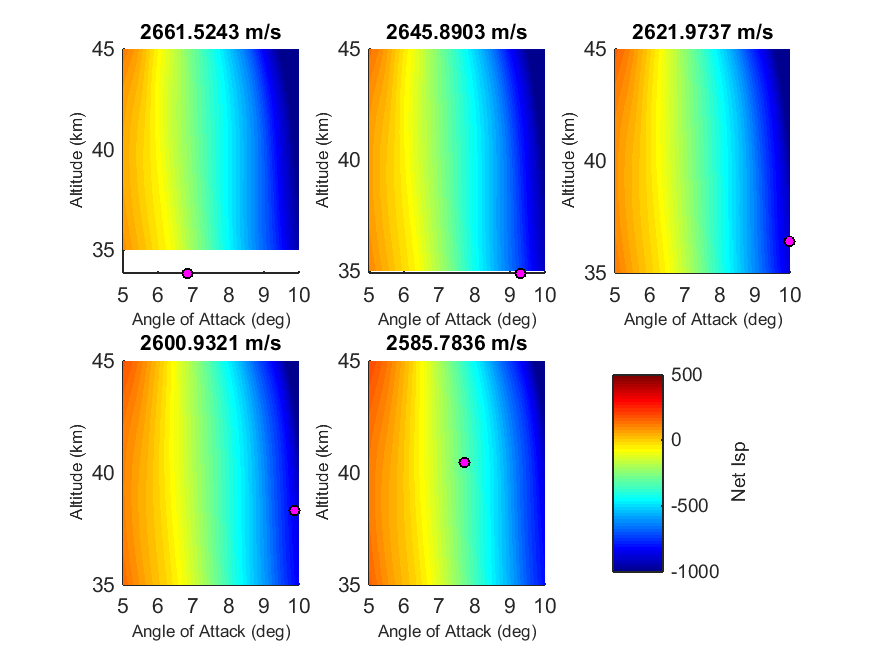 2661.5243 m/s
2645.8903 m/s
2621.9737 m/s
45
40
35
Altitude (km)
5 6 7 8 9 10
Angle of Attack (deg)
45
40
35
Altitude (km)
5 6 7 8 9 10
Angle of Attack (deg)
45
40
35
Altitude (km)
5 6 7 8 9 10
Angle of Attack (deg)
2600.9321 m/s
2585.7836 m/s
45
40
35
Altitude (km)
5 6 7 8 9 10
Angle of Attack (deg)
45
40
35
Altitude (km)
5 6 7 8 9 10
Angle of Attack (deg)
500
0
-500
-1000
Net Isp